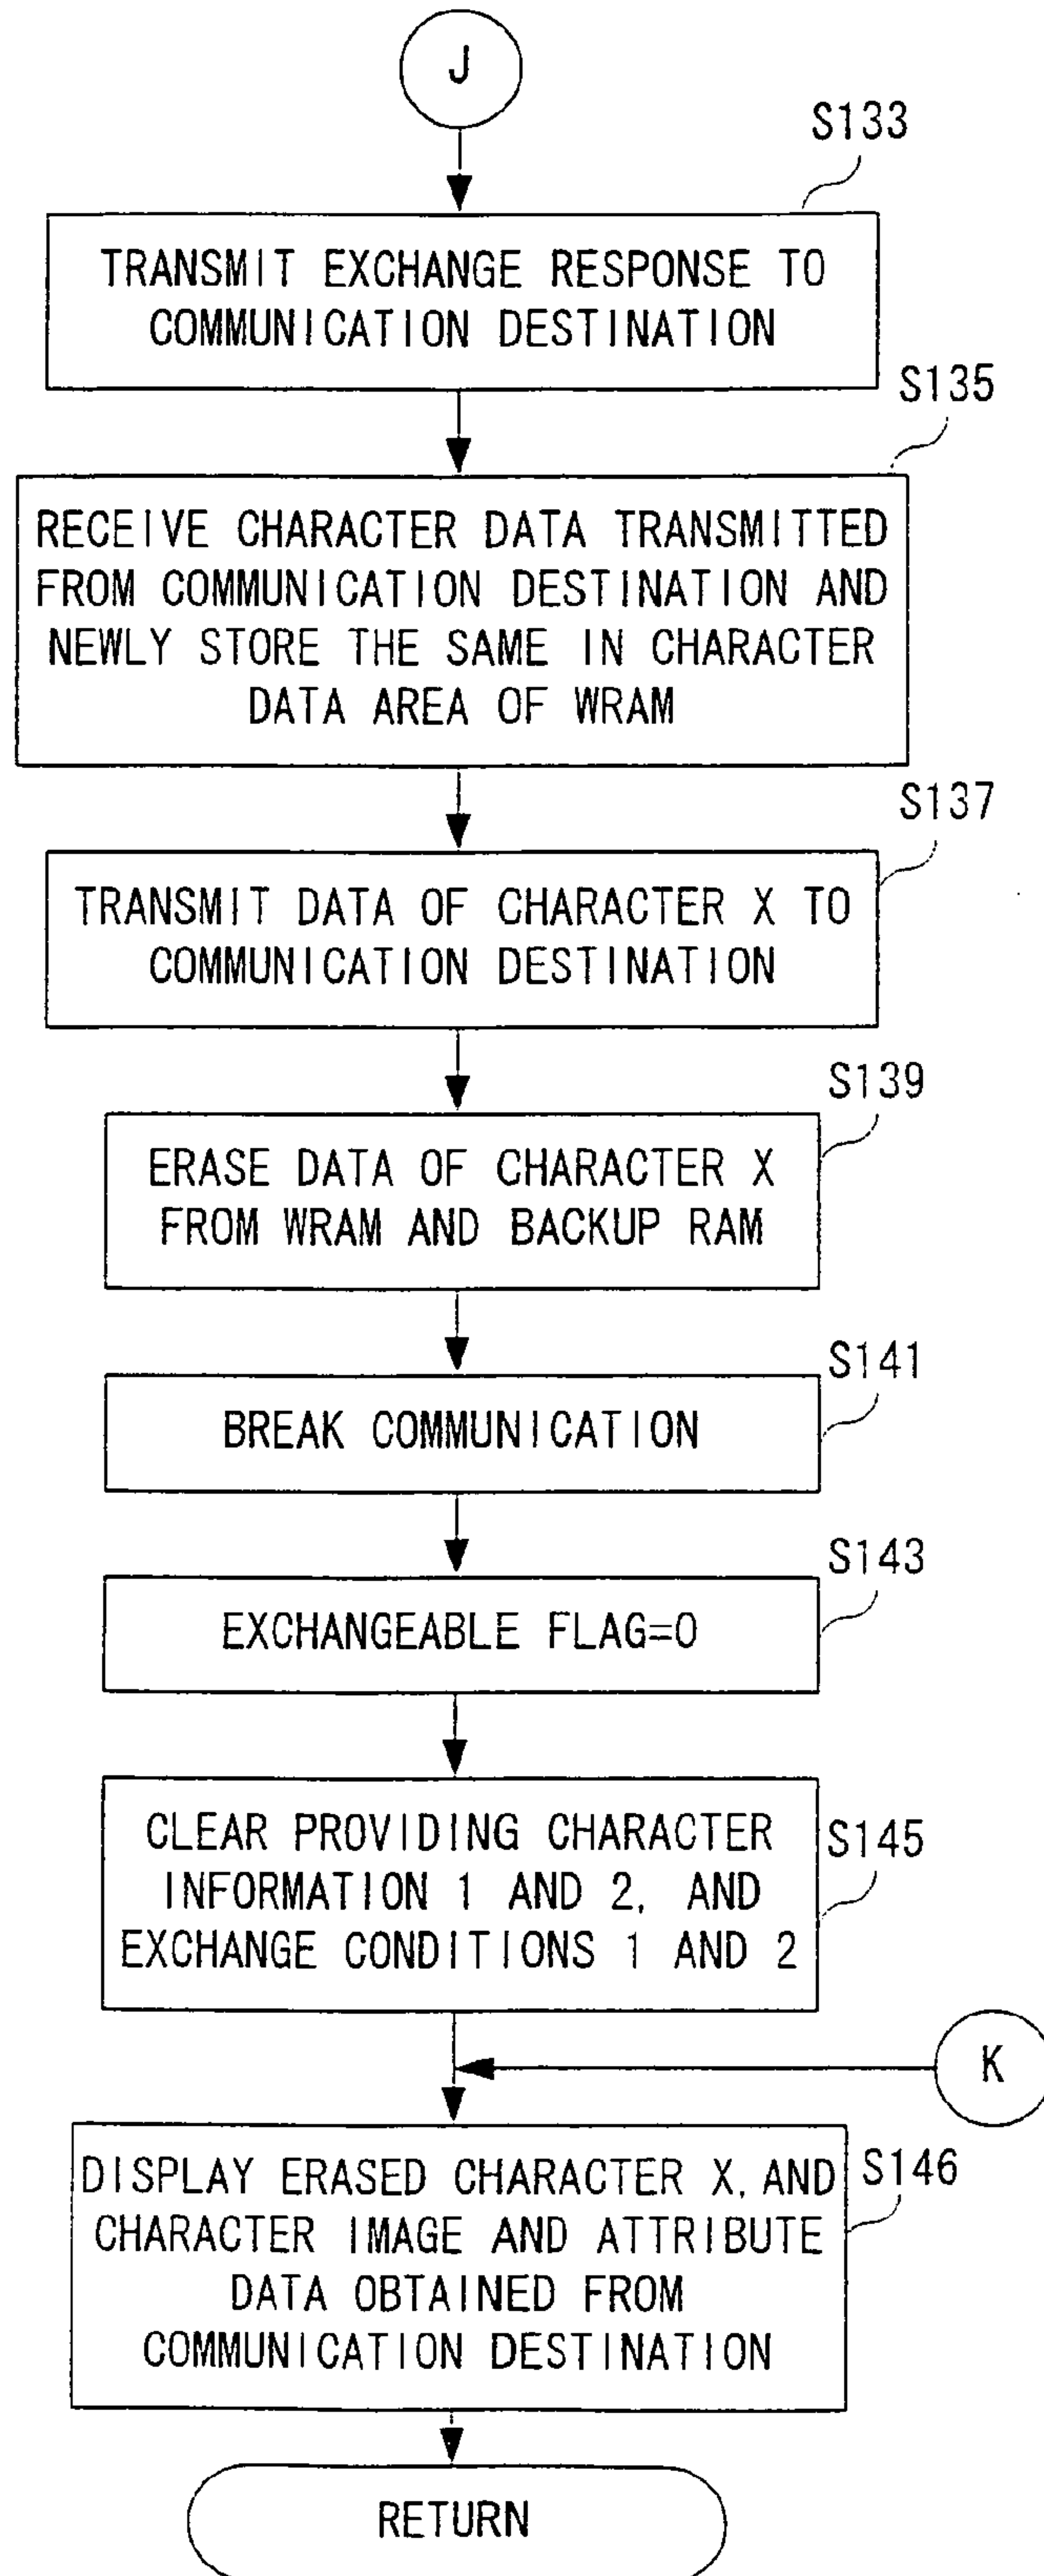 J
S133
TRANSMIT EXCHANGE RESPONSE TO
COMMUNICATION DESTINATION
S135
RECEIVE CHARACTER DATA TRANSMITTED
FROM COMMUNICATION DESTINATION AND
NEWLY STORE THE SAME IN CHARACTER
DATA AREA OF WRAM
S137
TRANSMIT DATA OF CHARACTER X TO
COMMUNICATION DESTINATION
S139
ERASE DATA OF CHARACTER X
FROM WRAM AND BACKUP RAM
S141
BREAK COMMUNICATION
S143
EXCHANGEABLE FLAG=0
S145
CLEAR PROVIDING CHARACTER
INFORMATION 1 AND 2, AND
EXCHANGE CONDITIONS 1 AND 2
K
S146
DISPLAY ERASED CHARACTER X, AND
CHARACTER IMAGE AND ATTRIBUTE
DATA OBTAINED FROM
COMMUNICATION DESTINATION
RETURN